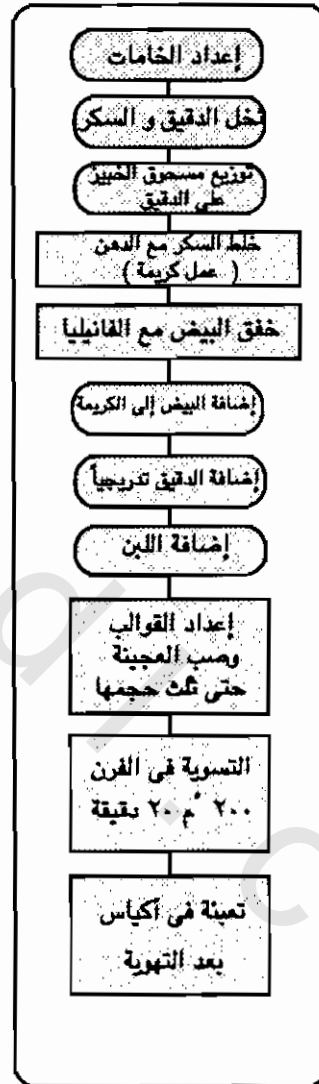 إعداد الخامات
نخل الدقيق و السكر
توزيع مسحوق الخبيز
على الدقيق
خلط السكر مع الدهن
( عمل كريمة )
خفق البيض مع الفانيليا
إضافة البيض إلى الكريمة
إضافة الدقيق تدريجياً
إضافة اللبن
إعداد القوالب
وصب العجينة
حتى ثلث حجمها
التسوية فى الفرن
٢٠٠ °م ٢٠ دقيقة
تعبئة فى أكياس
بعد التهوية